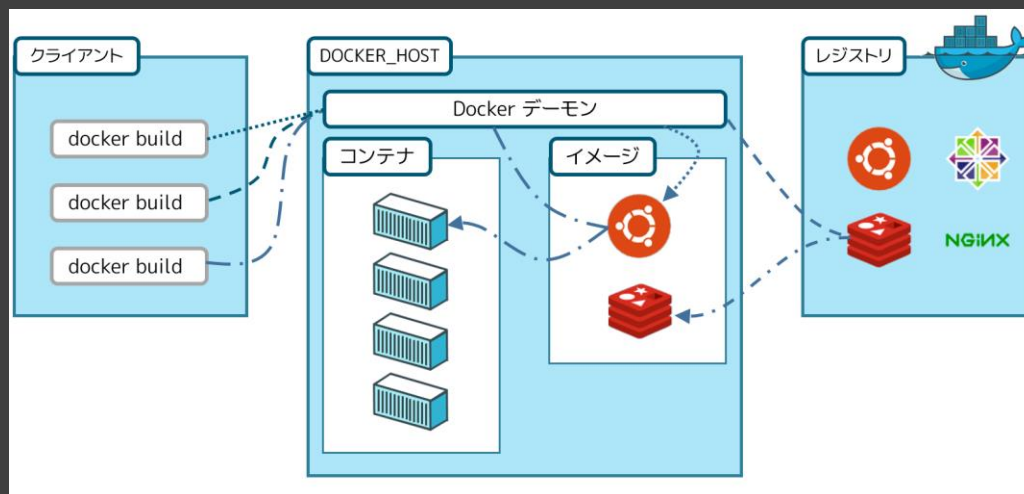 クライアント
docker build
docker build
docker build
DOCKER_HOST
Docker デーモン
コンテナ
イメージ
レジストリ
NGiNX